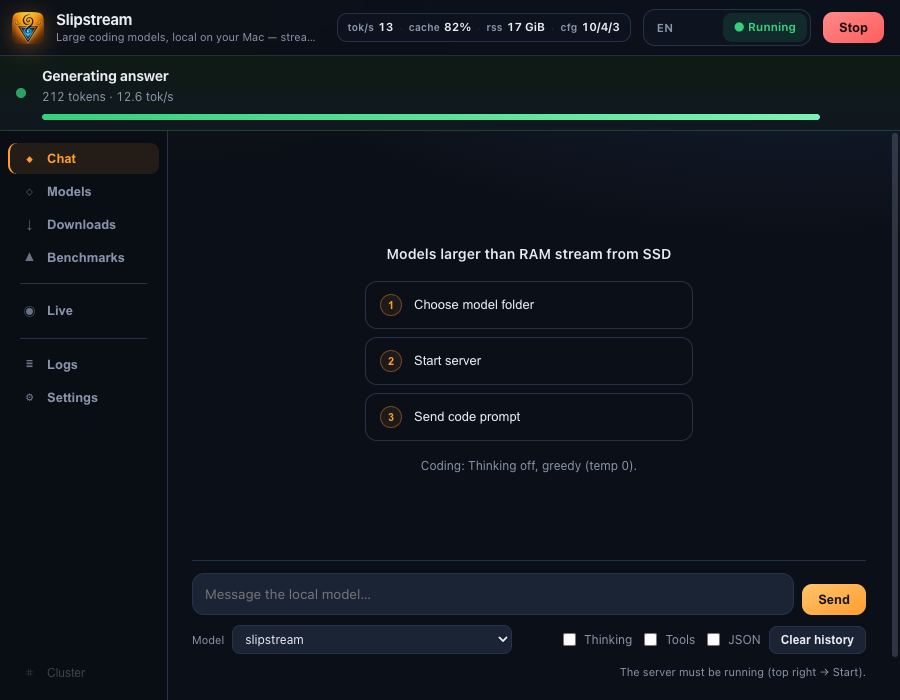 Slipstream
Large coding models, local on your Mac — strea...
tok/s 13 · cache 82% · rss 17 GiB · cfg 10/4/3
EN
Running
Stop
Generating answer
212 tokens · 12.6 tok/s
Chat
Models
Downloads
Benchmarks
Live
Logs
Settings
Cluster
Models larger than RAM stream from SSD
1 Choose model folder
2 Start server
3 Send code prompt
Coding: Thinking off, greedy (temp 0).
Message the local model...
Send
Model slipstream Thinking Tools JSON Clear history
The server must be running (top right → Start).